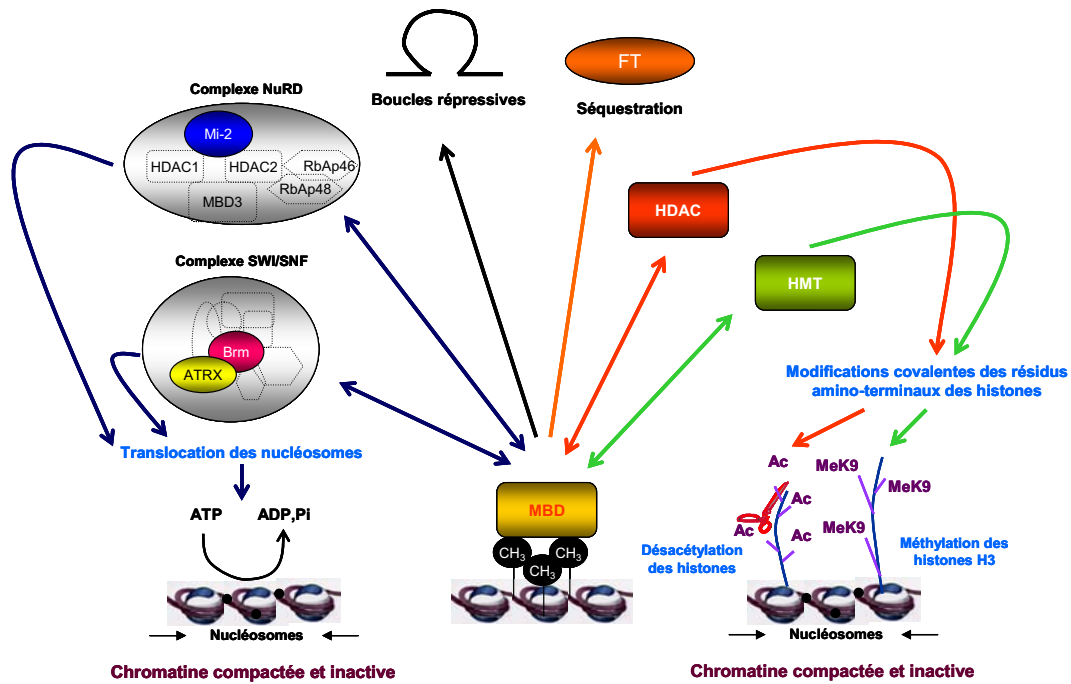 Complexe NuRD
Mi-2
HDAC1
HDAC2
RbAp46
RbAp48
MBD3
Boucles répressives
FT
Séquestration
HDAC
HMT
Complexe SWI/SNF
Brm
ATRX
Translocation des nucléosomes
ATP
ADP,Pi
Nucléosomes
Chromatine compactée et inactive
MBD
CH3
CH3
CH3
Modifications covalentes des résidus
amino-terminaux des histones
Ac
Ac
Ac
Ac
Désacétylation
des histones
MeK9
MeK9
MeK9
Méthylation des
histones H3
Nucléosomes
Chromatine compactée et inactive